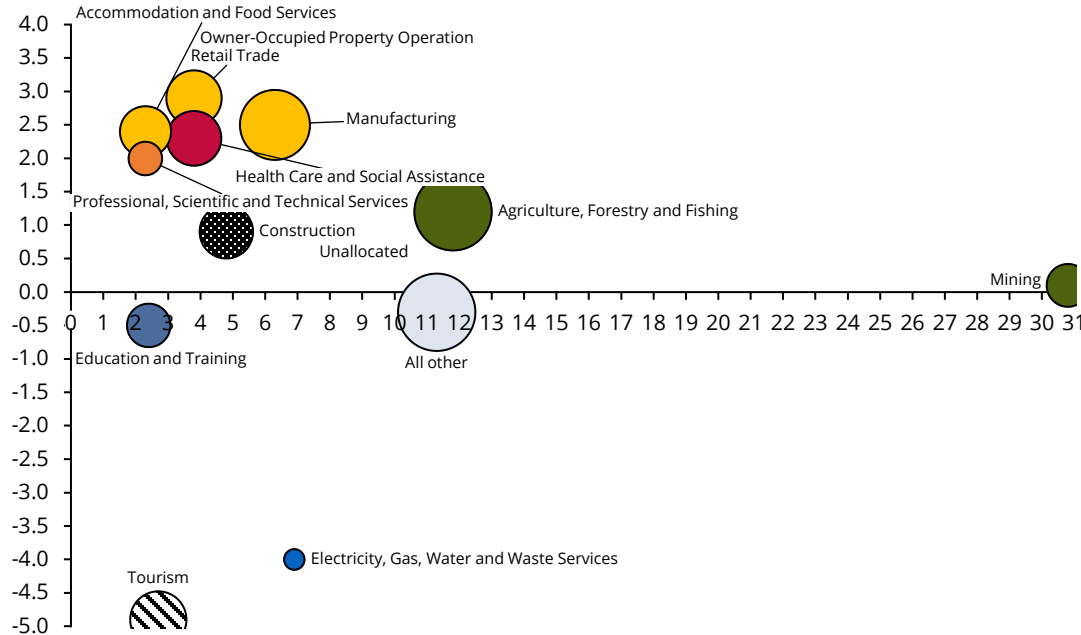 Accommodation and Food Services
4.0
Owner-Occupied Property Operation
3.5
Retail Trade
3.0
2.5
Manufacturing
2.0
Health Care and Social Assistance
1.5
Professional, Scientific and Technical Services
Agriculture, Forestry and Fishing
1.0
Construction
Unallocated
0.5
Mining
0.0
-0.5
0 1 2 3 4 5 6 7 8 9 10 11 12 13 14 15 16 17 18 19 20 21 22 23 24 25 26 27 28 29 30 31
Education and Training
All other
-1.0
-1.5
-2.0
-2.5
-3.0
-3.5
-4.0
Electricity, Gas, Water and Waste Services
Tourism
-4.5
-5.0